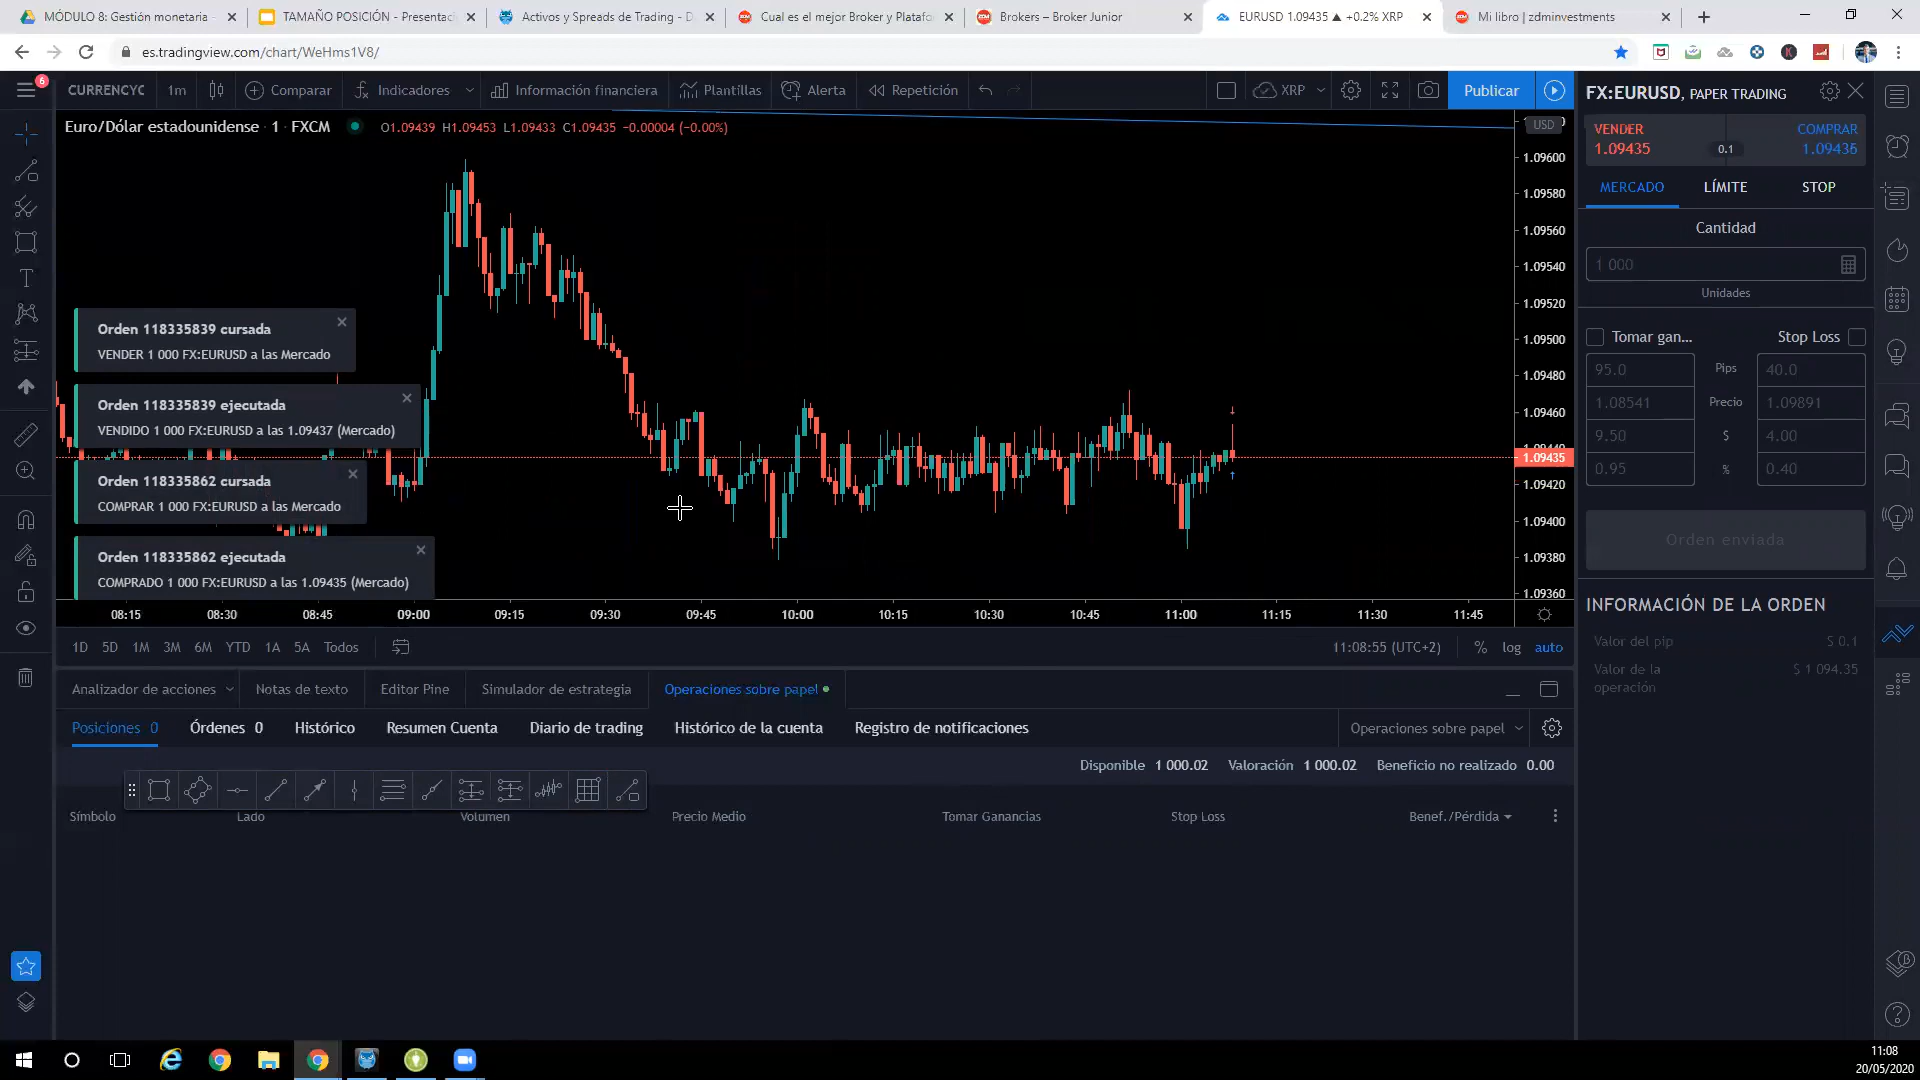 MÓDULO 8: Gestión monetaria
TAMAÑO POSICIÓN - Presentac
Activos y Spreads de Trading - D
Cual es el mejor Broker y Platafo
Brokers – Broker Junior
EURUSD 1.09435 ▲ +0.2% XRP
Mi libro | zdminvestments
es.tradingview.com/chart/WeHms1V8/
6
CURRENCYC
1m
Comparar
Indicadores
Información financiera
Plantillas
Alerta
Repetición
XRP
Publicar
FX:EURUSD, PAPER TRADING
Euro/Dólar estadounidense · 1 · FXCM
O1.09439 H1.09453 L1.09433 C1.09435 −0.00004 (−0.00%)
USD
1.09600
1.09580
1.09560
1.09540
1.09520
1.09500
1.09480
1.09460
1.09440
1.09435
1.09420
1.09400
1.09380
1.09360
Orden 118335839 cursada
VENDER 1 000 FX:EURUSD a las Mercado
Orden 118335839 ejecutada
VENDIDO 1 000 FX:EURUSD a las 1.09437 (Mercado)
Orden 118335862 cursada
COMPRAR 1 000 FX:EURUSD a las Mercado
Orden 118335862 ejecutada
COMPRADO 1 000 FX:EURUSD a las 1.09435 (Mercado)
08:15
08:30
08:45
09:00
09:15
09:30
09:45
10:00
10:15
10:30
10:45
11:00
11:15
11:30
11:45
1D
5D
1M
3M
6M
YTD
1A
5A
Todos
11:08:55 (UTC+2)
%
log
auto
VENDER
1.09435
0.1
COMPRAR
1.09436
MERCADO
LÍMITE
STOP
Cantidad
1 000
Unidades
Tomar gan...
Stop Loss
95.0
Pips
40.0
1.08541
Precio
1.09891
9.50
$
4.00
0.95
%
0.40
Orden enviada
INFORMACIÓN DE LA ORDEN
Valor del pip
$ 0.1
Valor de la
operación
$ 1 094.35
Analizador de acciones
Notas de texto
Editor Pine
Simulador de estrategia
Operaciones sobre papel
Posiciones 0
Órdenes 0
Histórico
Resumen Cuenta
Diario de trading
Histórico de la cuenta
Registro de notificaciones
Operaciones sobre papel
Disponible 1 000.02
Valoración 1 000.02
Beneficio no realizado 0.00
Símbolo
Lado
Volumen
Precio Medio
Tomar Ganancias
Stop Loss
Benef./Pérdida
11:08
20/05/2020